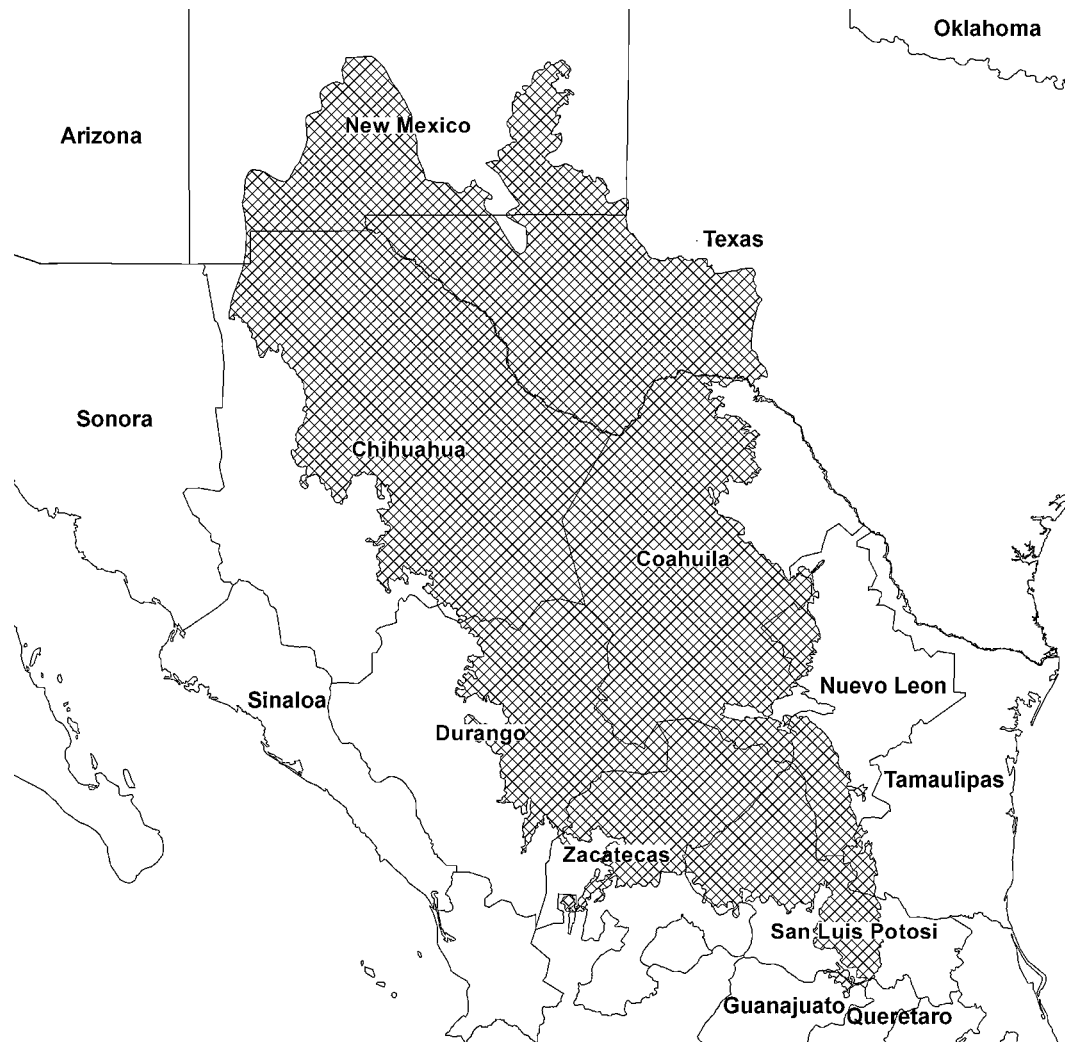 Oklahoma
Arizona
New Mexico
Texas
Sonora
Chihuahua
Coahuila
Sinaloa
Nuevo Leon
Durango
Tamaulipas
Zacatecas
San Luis Potosi
Guanajuato
Queretaro